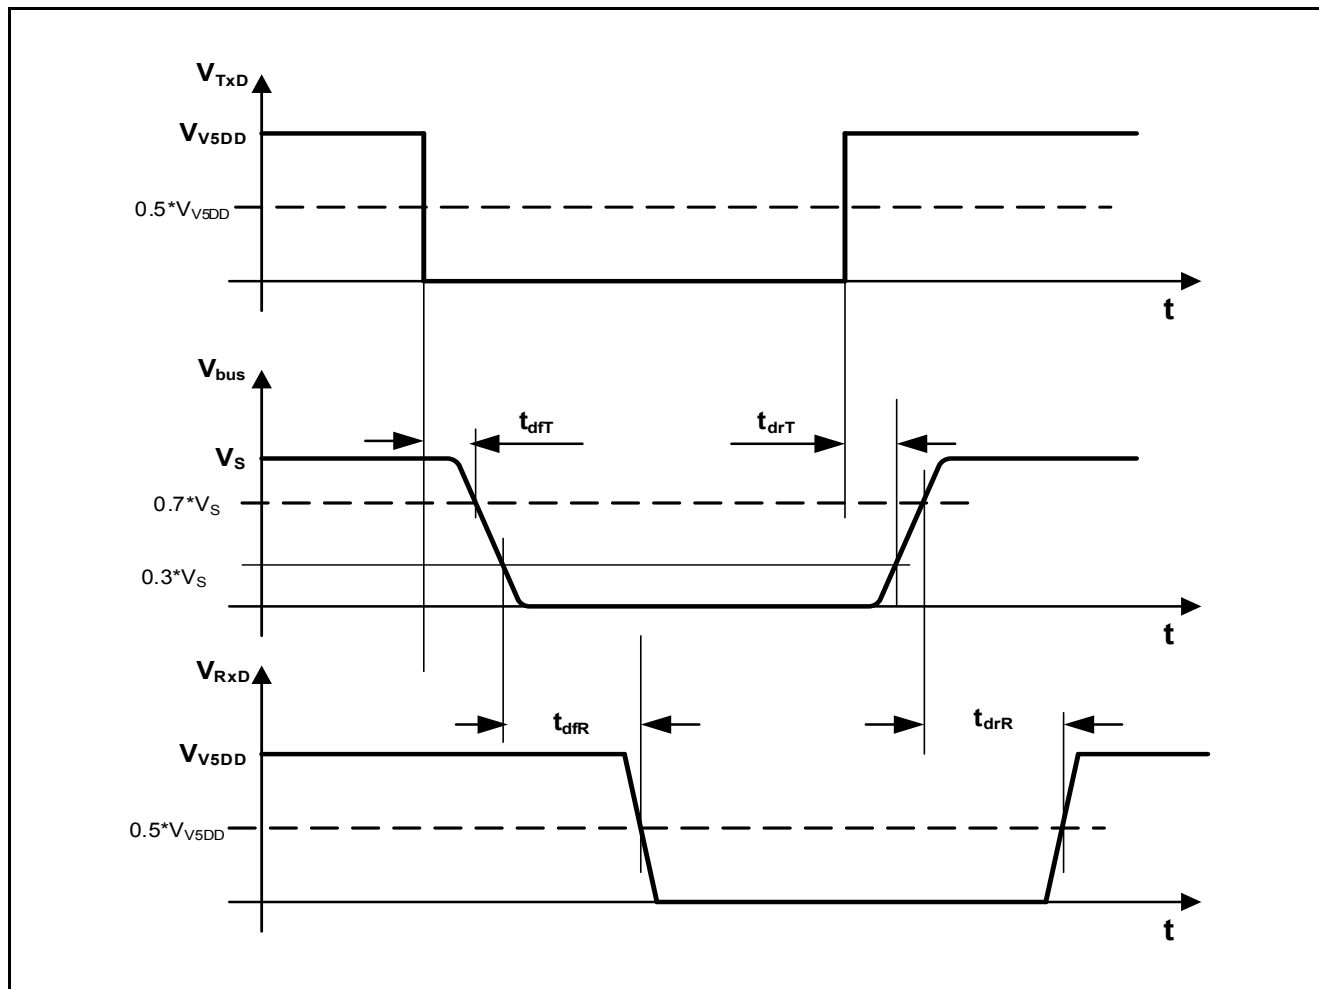 V_TxD
V_V5DD
0.5*V_V5DD
t
V_bus
t_dfT
t_drT
V_S
0.7*V_S
0.3*V_S
t
V_RxD
t_dfR
t_drR
V_V5DD
0.5*V_V5DD
t